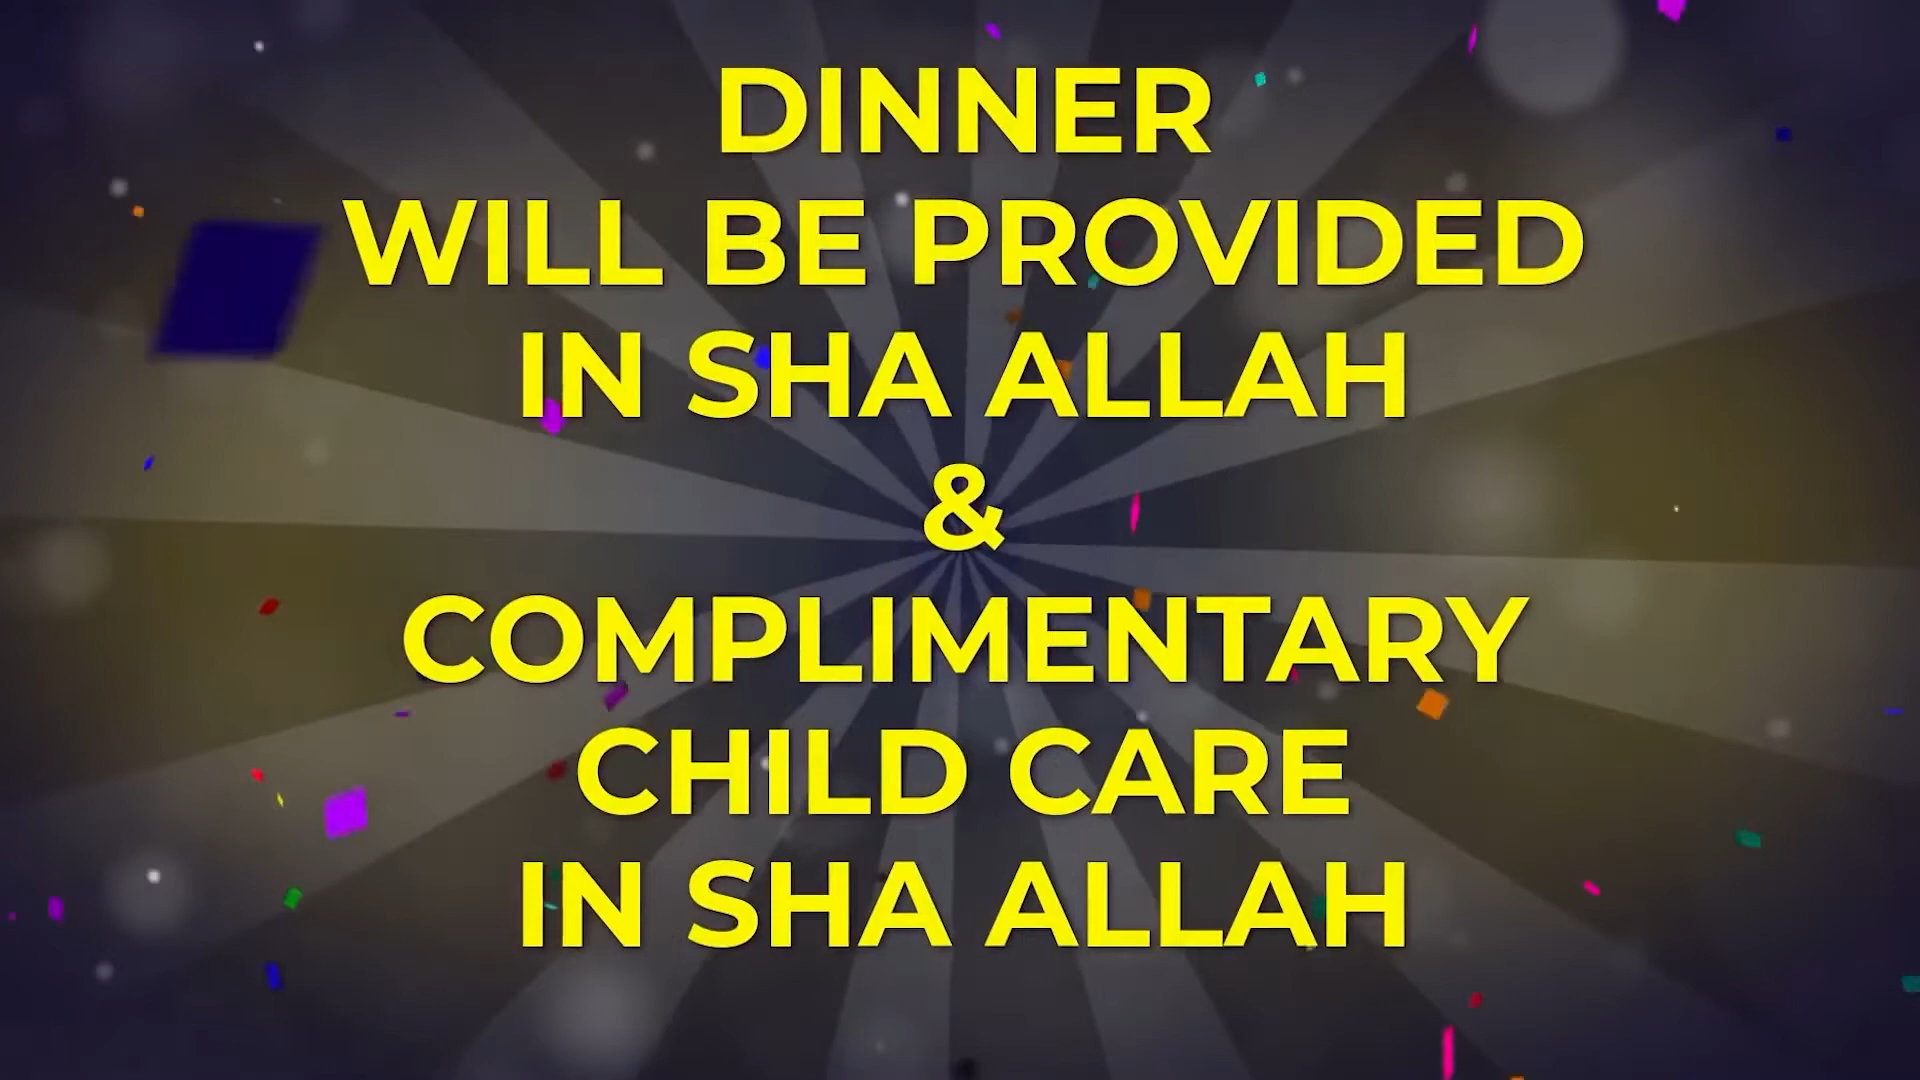 DINNER
WILL BE PROVIDED
IN SHA ALLAH
&
COMPLIMENTARY
CHILD CARE
IN SHA ALLAH